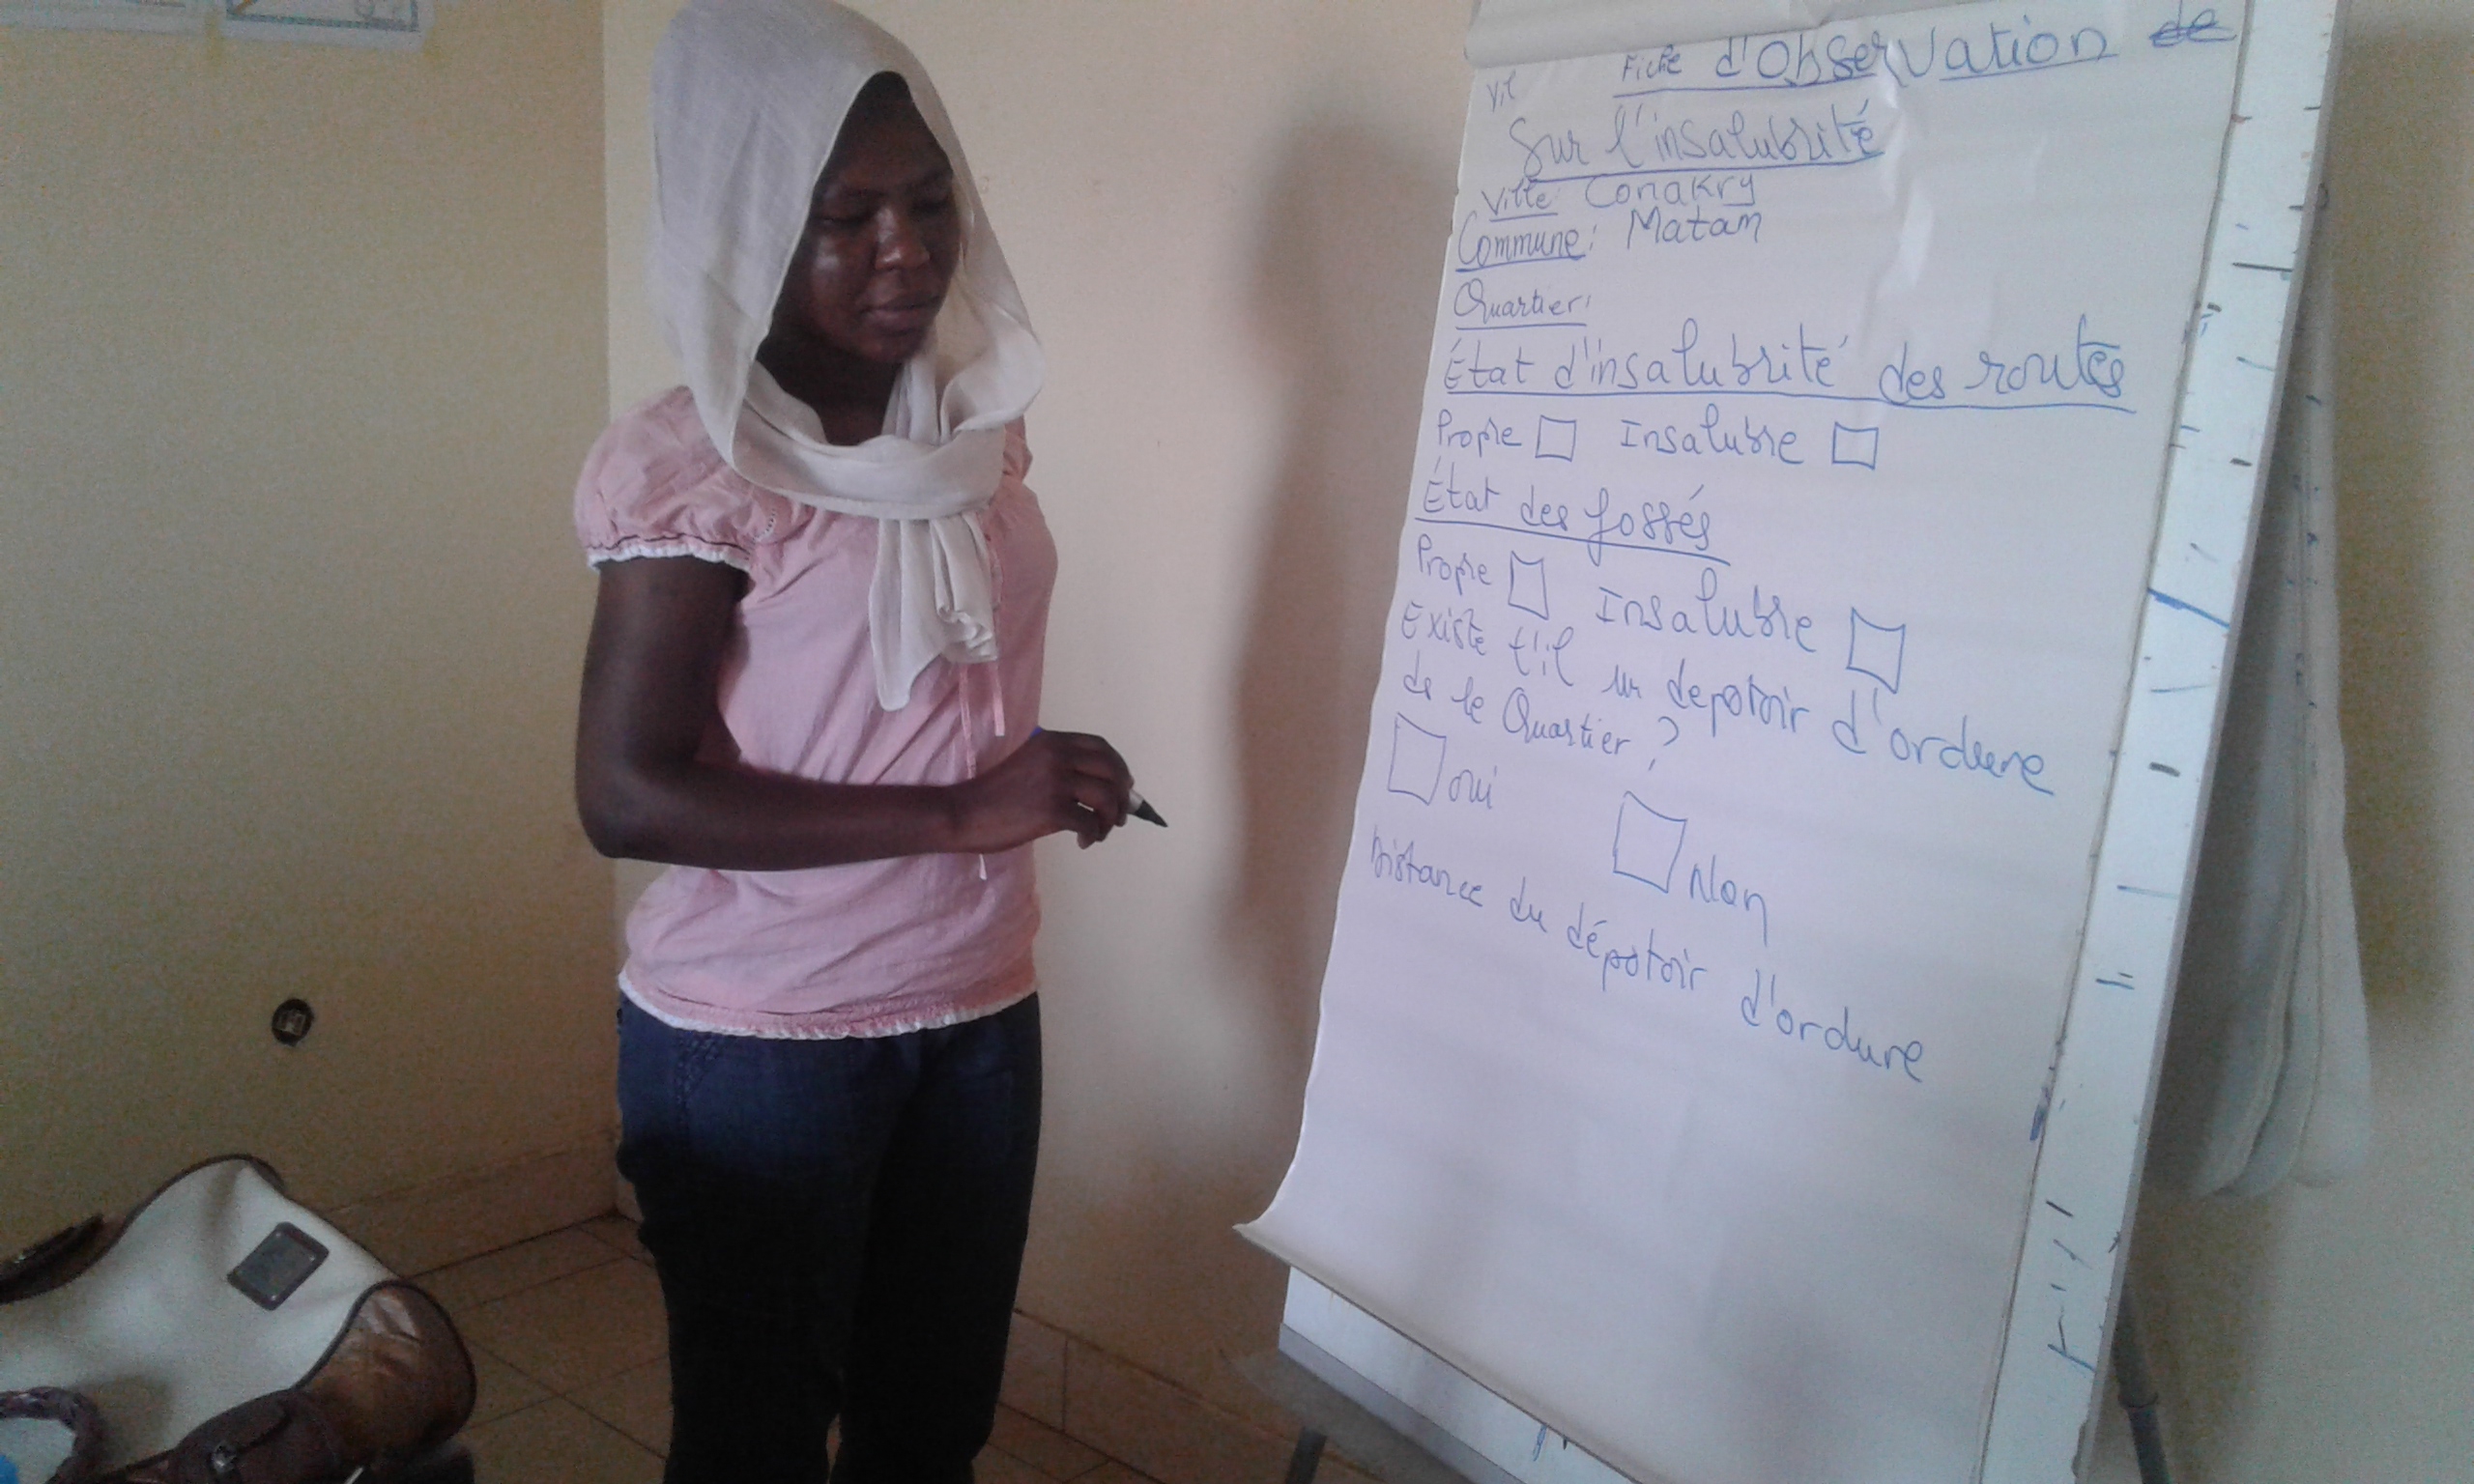 Fiche d'observation de
Vil
Sur l'insalubrité
Ville Conakry
Commune: Matam
Quartier:
État d'insalubrité des routes
Propre Insalubre
État des fossés
Propre Insalubre
Existe t'il un depotoir d'ordure
de le Quartier ?
oui Non
Distance du dépotoir d'ordure